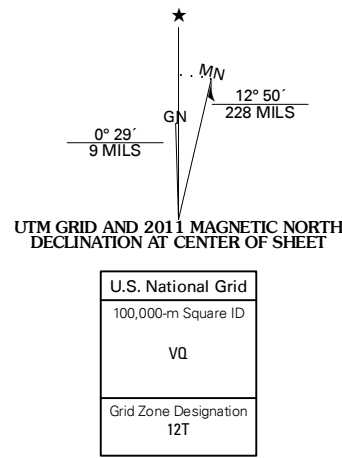 ★
MN
GN
12° 50´
228 MILS
0° 29´
9 MILS
UTM GRID AND 2011 MAGNETIC NORTH
DECLINATION AT CENTER OF SHEET
U.S. National Grid
100,000-m Square ID
VQ
Grid Zone Designation
12T